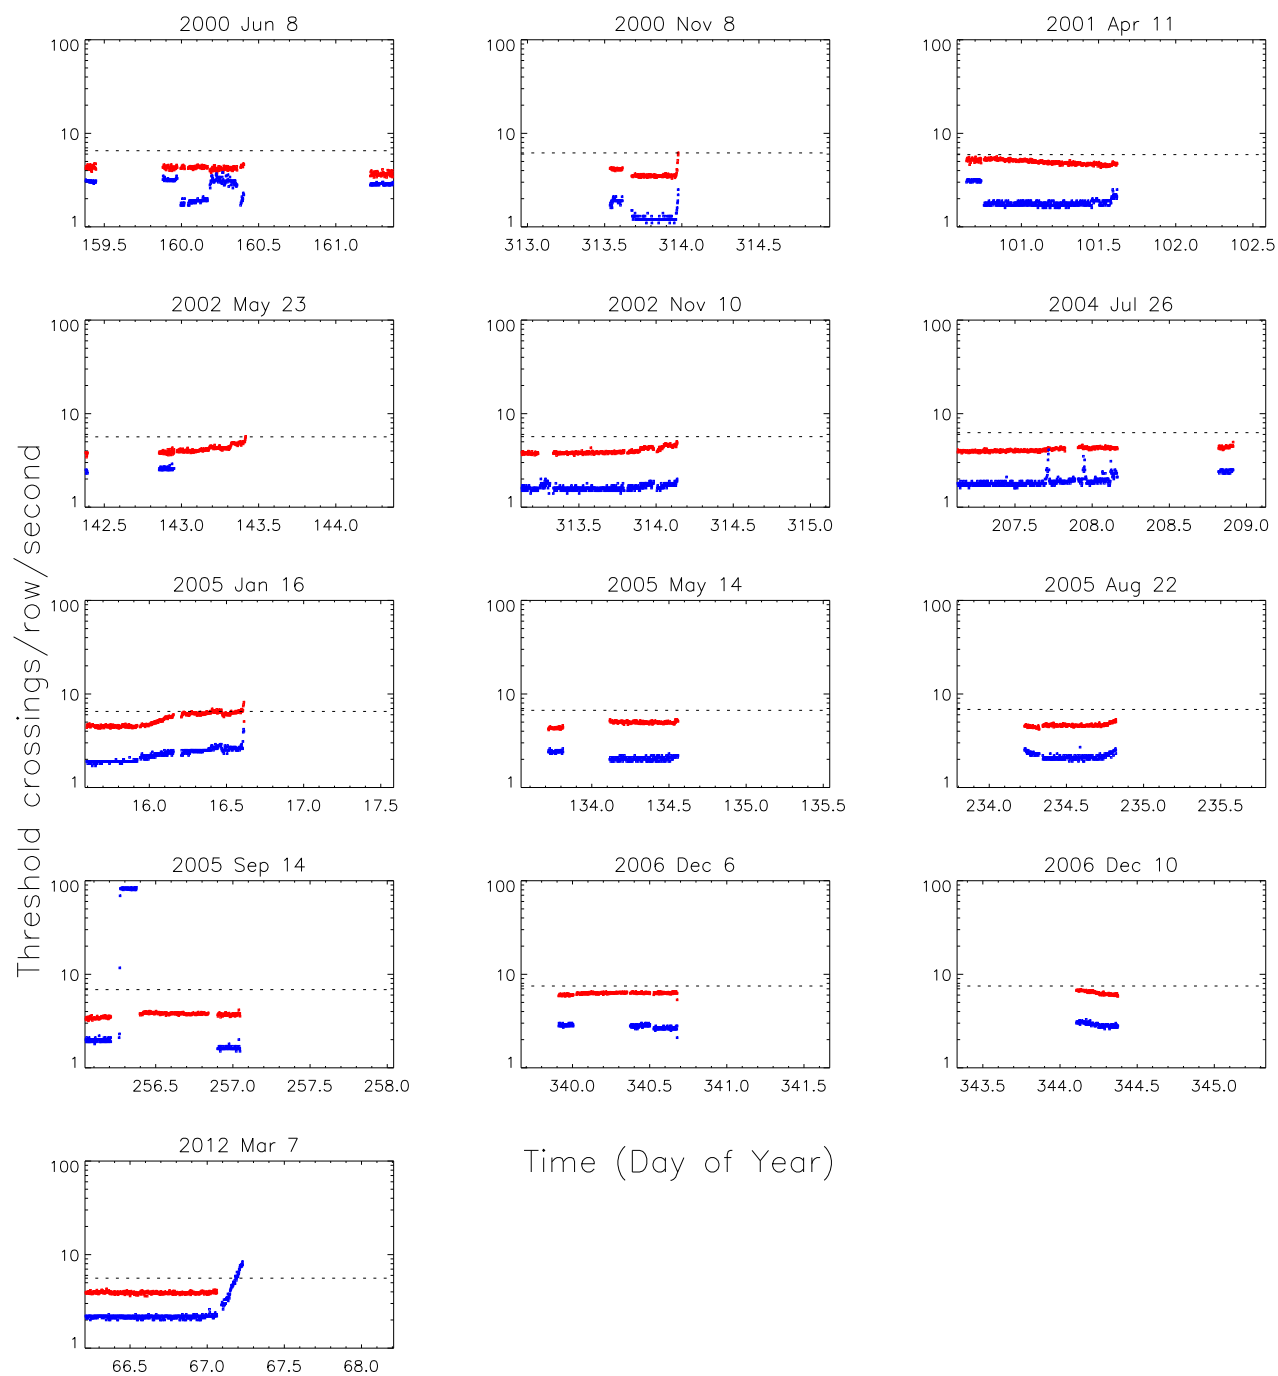 2000 Jun 8
100
10
1
159.5 160.0 160.5 161.0
2000 Nov 8
100
10
1
313.0 313.5 314.0 314.5
2001 Apr 11
100
10
1
101.0 101.5 102.0 102.5
2002 May 23
100
10
1
142.5 143.0 143.5 144.0
2002 Nov 10
100
10
1
313.5 314.0 314.5 315.0
2004 Jul 26
100
10
1
207.5 208.0 208.5 209.0
Threshold crossings/row/second
2005 Jan 16
100
10
1
16.0 16.5 17.0 17.5
2005 May 14
100
10
1
134.0 134.5 135.0 135.5
2005 Aug 22
100
10
1
234.0 234.5 235.0 235.5
2005 Sep 14
100
10
1
256.5 257.0 257.5 258.0
2006 Dec 6
100
10
1
340.0 340.5 341.0 341.5
2006 Dec 10
100
10
1
343.5 344.0 344.5 345.0
2012 Mar 7
100
10
1
66.5 67.0 67.5 68.0
Time (Day of Year)